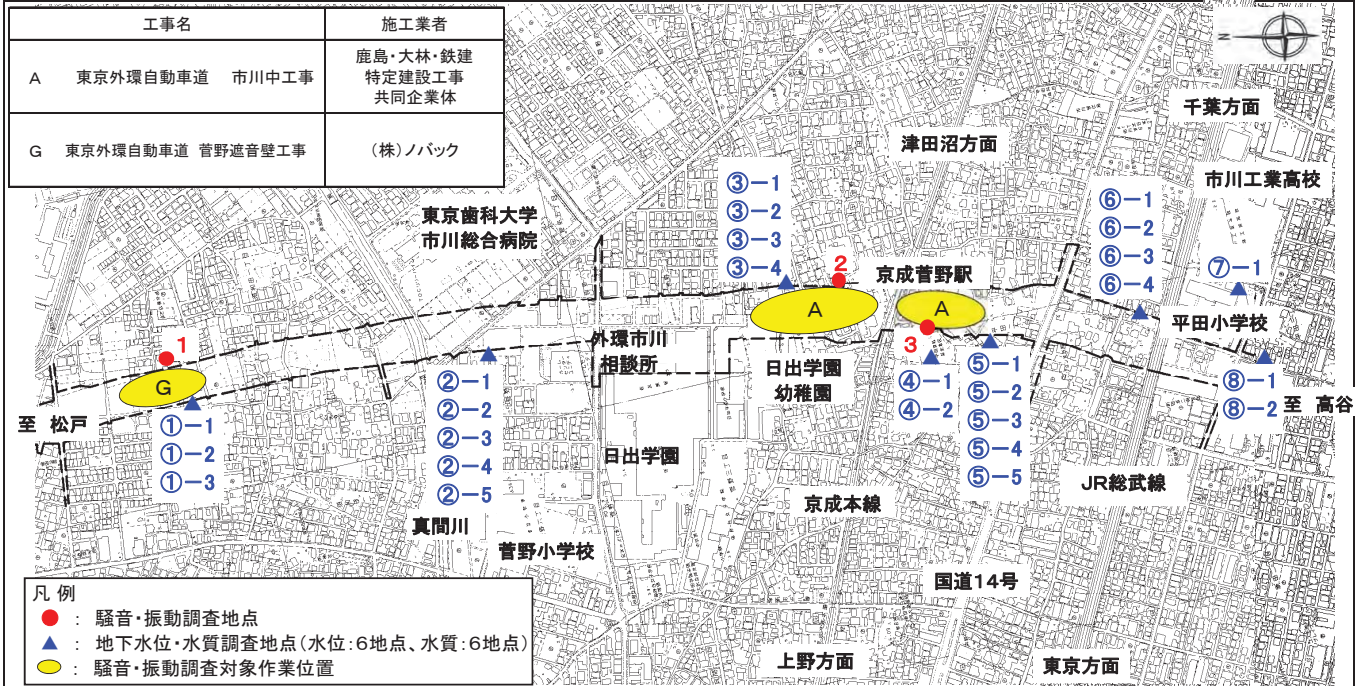 工事名 施工業者
A 東京外環自動車道 市川中工事
鹿島・大林・鉄建
特定建設工事
共同企業体
G 東京外環自動車道 菅野遮音壁工事 (株)ノバック
N
千葉方面
津田沼方面
市川工業高校
東京歯科大学
市川総合病院
③-1
③-2
③-3
③-4
2
京成菅野駅
⑥-1
⑥-2
⑥-3
⑥-4
⑦-1
平田小学校
A
A
1
G
3
外環市川
相談所
日出学園
幼稚園
至 松戸
①-1
①-2
①-3
②-1
②-2
②-3
②-4
②-5
④-1
④-2
⑤-1
⑤-2
⑤-3
⑤-4
⑤-5
⑧-1
⑧-2
至 高谷
日出学園
真間川
菅野小学校
京成本線
JR総武線
国道14号
上野方面
東京方面
凡 例
: 騒音・振動調査地点
: 地下水位・水質調査地点(水位:6地点、水質:6地点)
: 騒音・振動調査対象作業位置